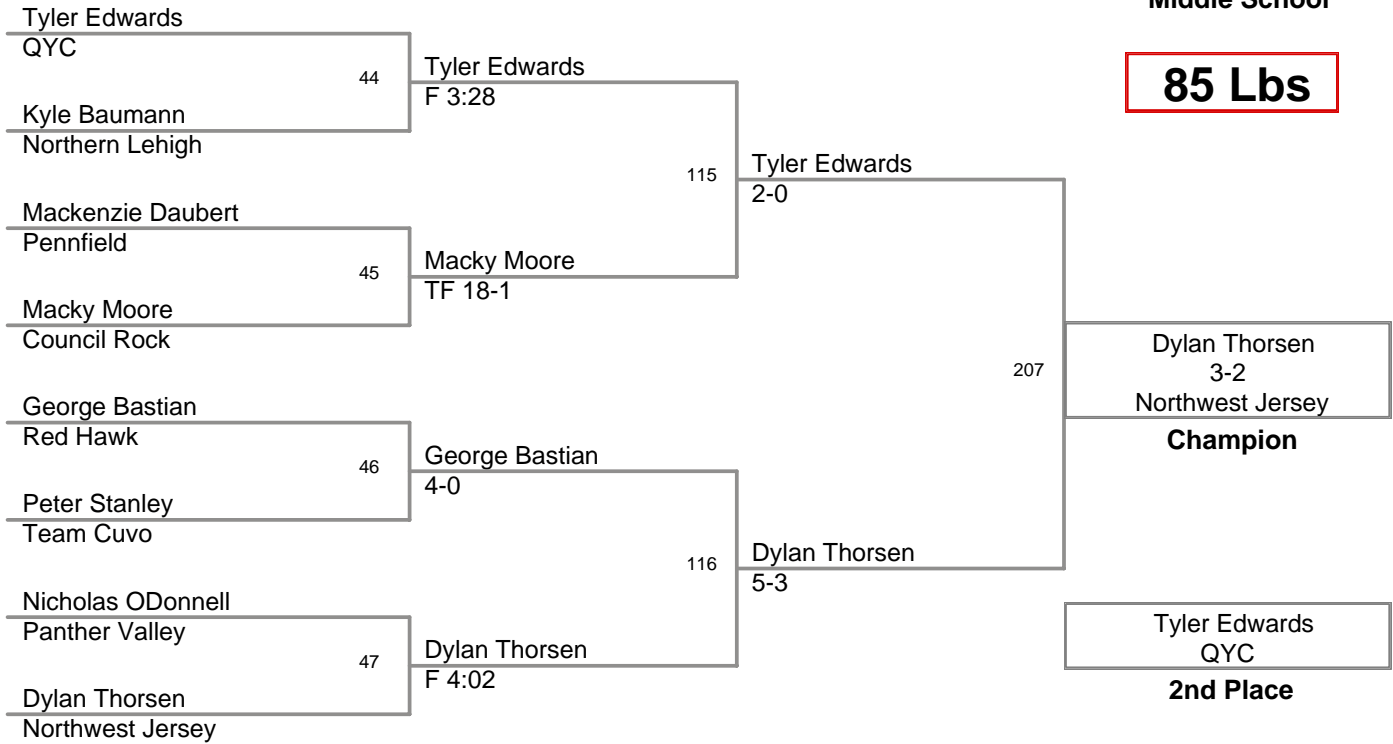 Middle School
85 Lbs
Tyler Edwards
QYC
44
Kyle Baumann
Northern Lehigh
Mackenzie Daubert
Pennfield
45
Macky Moore
Council Rock
George Bastian
Red Hawk
46
Peter Stanley
Team Cuvo
Nicholas ODonnell
Panther Valley
47
Dylan Thorsen
Northwest Jersey
Tyler Edwards
F 3:28
115
Macky Moore
TF 18-1
George Bastian
4-0
116
Dylan Thorsen
F 4:02
Tyler Edwards
2-0
207
Dylan Thorsen
5-3
Dylan Thorsen
3-2
Northwest Jersey
Champion
Tyler Edwards
QYC
2nd Place